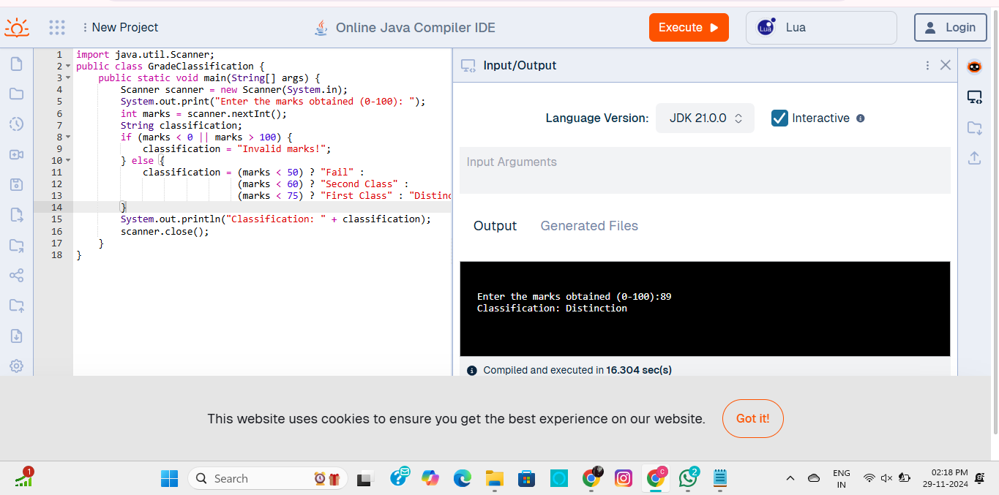 New Project
Online Java Compiler IDE
Execute
Lua
Lua
Login
1 import java.util.Scanner;
2 public class GradeClassification {
3 public static void main(String[] args) {
4 Scanner scanner = new Scanner(System.in);
5 System.out.print("Enter the marks obtained (0-100): ");
6 int marks = scanner.nextInt();
7 String classification;
8 if (marks < 0 || marks > 100) {
9 classification = "Invalid marks!";
10 } else {
11 classification = (marks < 50) ? "Fail" :
12 (marks < 60) ? "Second Class" :
13 (marks < 75) ? "First Class" : "Distinc
14 }
15 System.out.println("Classification: " + classification);
16 scanner.close();
17 }
18 }
Input/Output
Language Version:
JDK 21.0.0
Interactive
Input Arguments
Output
Generated Files
Enter the marks obtained (0-100):89
Classification: Distinction
Compiled and executed in 16.304 sec(s)
This website uses cookies to ensure you get the best experience on our website.
Got it!
1
Search
C
2
ENG
IN
02:18 PM
29-11-2024